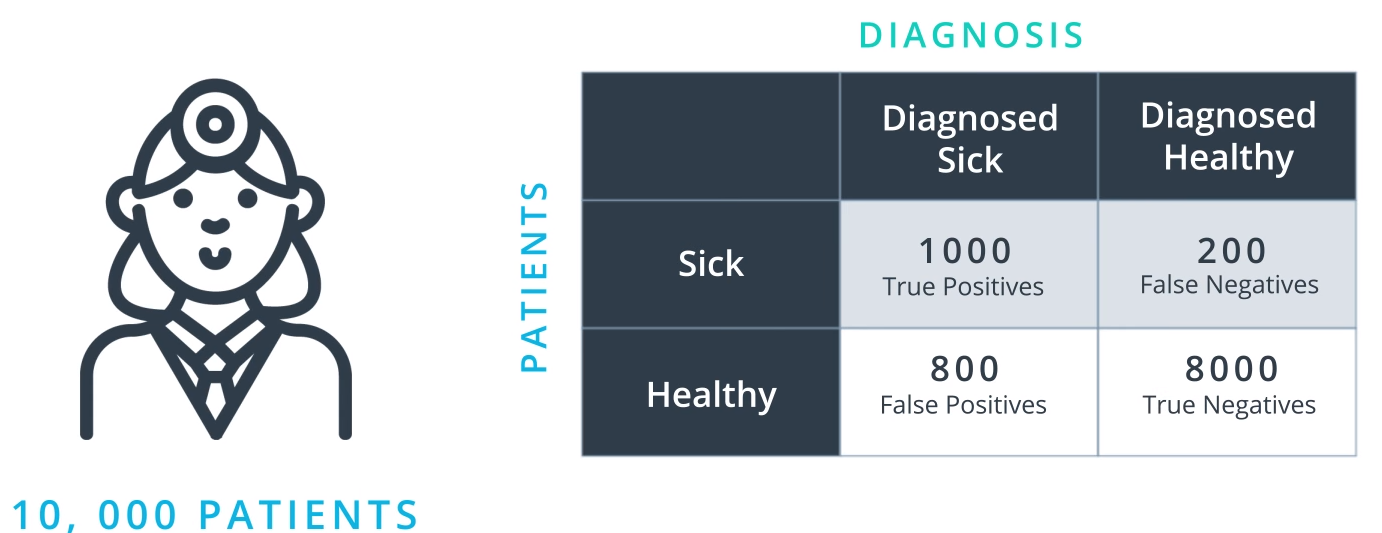 DIAGNOSIS
Diagnosed
Sick
Diagnosed
Healthy
PATIENTS
Sick
1000
True Positives
200
False Negatives
Healthy
800
False Positives
8000
True Negatives
10, 000 PATIENTS